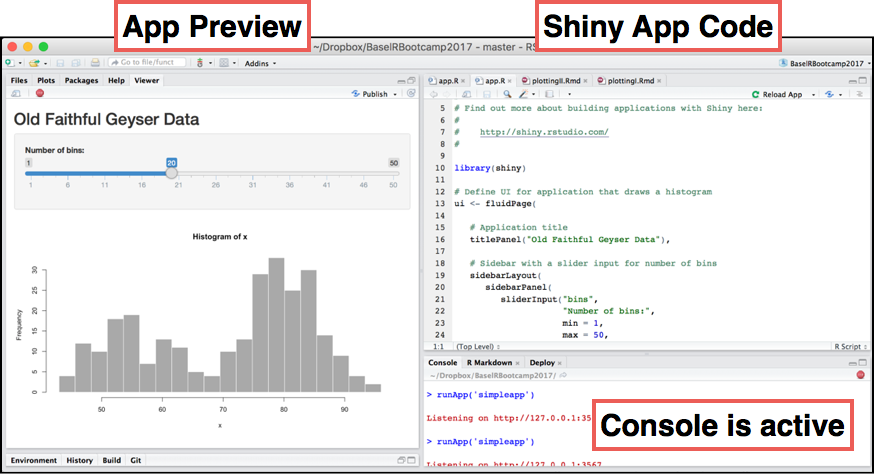 App Preview
Shiny App Code
~/Dropbox/BaselRBootcamp2017 - master - RS
Go to file/funct
Addins
BaselRBootcamp2017
Files Plots Packages Help Viewer
Publish
Old Faithful Geyser Data
Number of bins:
1 20 50
1 6 11 16 21 26 31 36 41 46 50
Histogram of x
Frequency
30
25
20
15
10
5
0
50 60 70 80 90
x
Environment History Build Git
app.R app.R plottingII.Rmd plottingI.Rmd
Reload App
5 # Find out more about building applications with Shiny here:
6 #
7 #    http://shiny.rstudio.com/
8 #
9
10 library(shiny)
11
12 # Define UI for application that draws a histogram
13 ui <- fluidPage(
14
15 # Application title
16 titlePanel("Old Faithful Geyser Data"),
17
18 # Sidebar with a slider input for number of bins
19 sidebarLayout(
20 sidebarPanel(
21 sliderInput("bins",
22 "Number of bins:",
23 min = 1,
24 max = 50,
1:1 (Top Level) R Script
Console R Markdown Deploy
~/Dropbox/BaselRBootcamp2017/
> runApp('simpleapp')
Listening on http://127.0.0.1:35
> runApp('simpleapp')
Listening on http://127.0.0.1:3567
Console is active